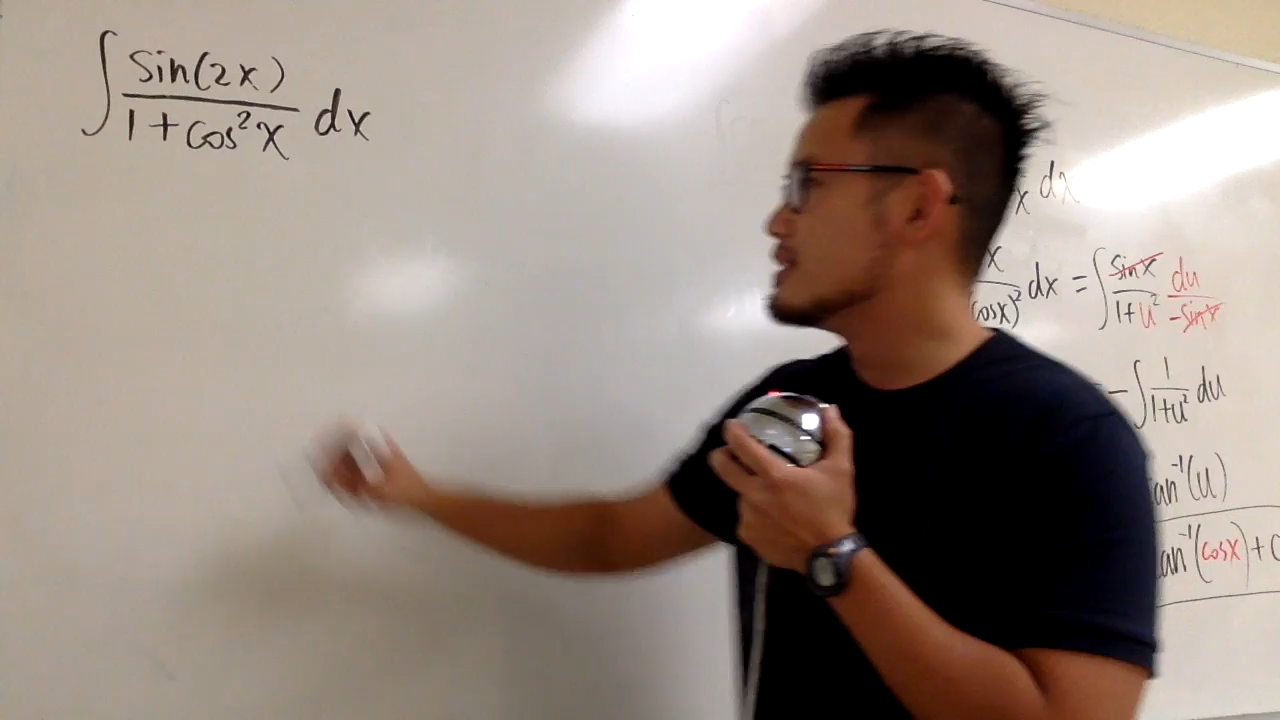 ∫ sin(2x) / (1 + cos²x) dx
x dx
x / (cosx)² dx = ∫ sinx / (1+u²) du / -sinx
- ∫ 1 / (1+u²) du
an⁻¹(u)
an⁻¹(cosx) + C